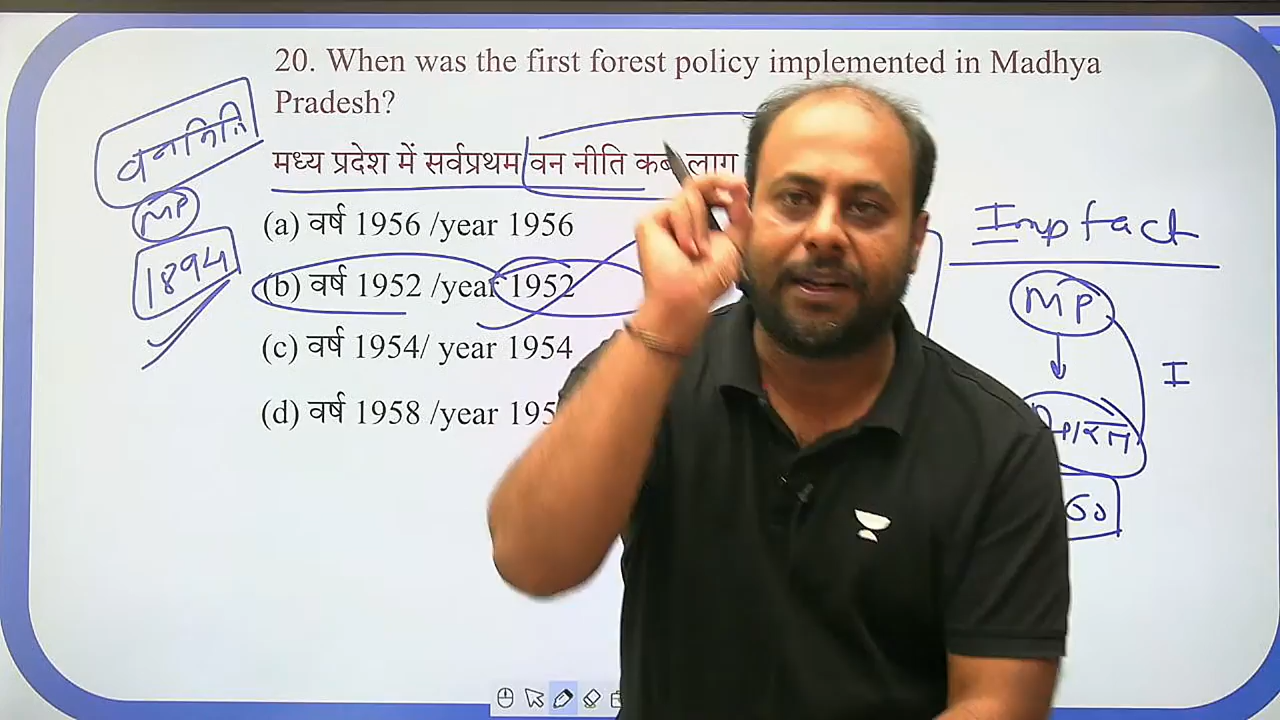 20. When was the first forest policy implemented in Madhya
Pradesh?
मध्य प्रदेश में सर्वप्रथम वन नीति कब लाग
(a) वर्ष 1956 /year 1956
(b) वर्ष 1952 /year 1952
(c) वर्ष 1954/ year 1954
(d) वर्ष 1958 /year 195
वननिति
MP
1894
Imp fact
MP
I
60